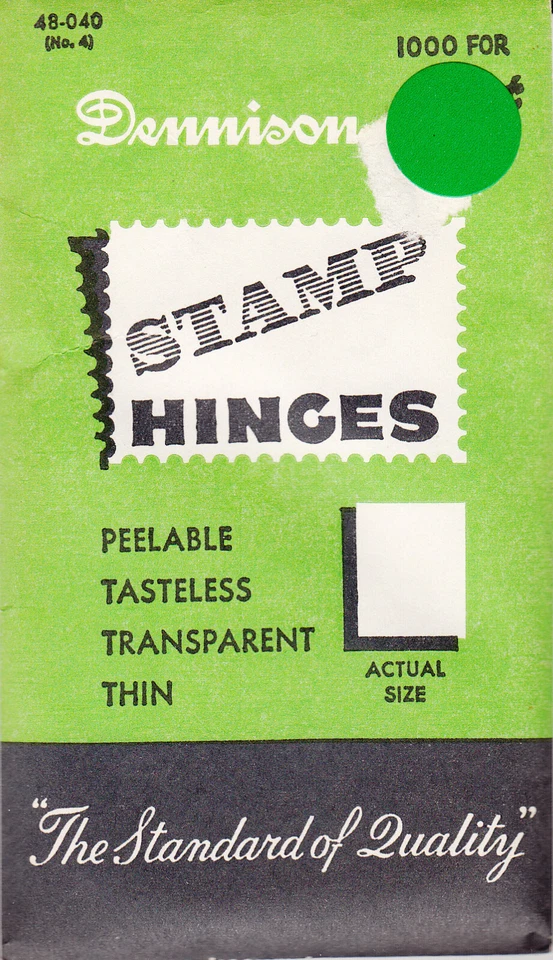 48-040
(No. 4)
1000 FOR
Dennison
STAMP
HINGES
PEELABLE
TASTELESS
TRANSPARENT
THIN
ACTUAL
SIZE
"The Standard of Quality"